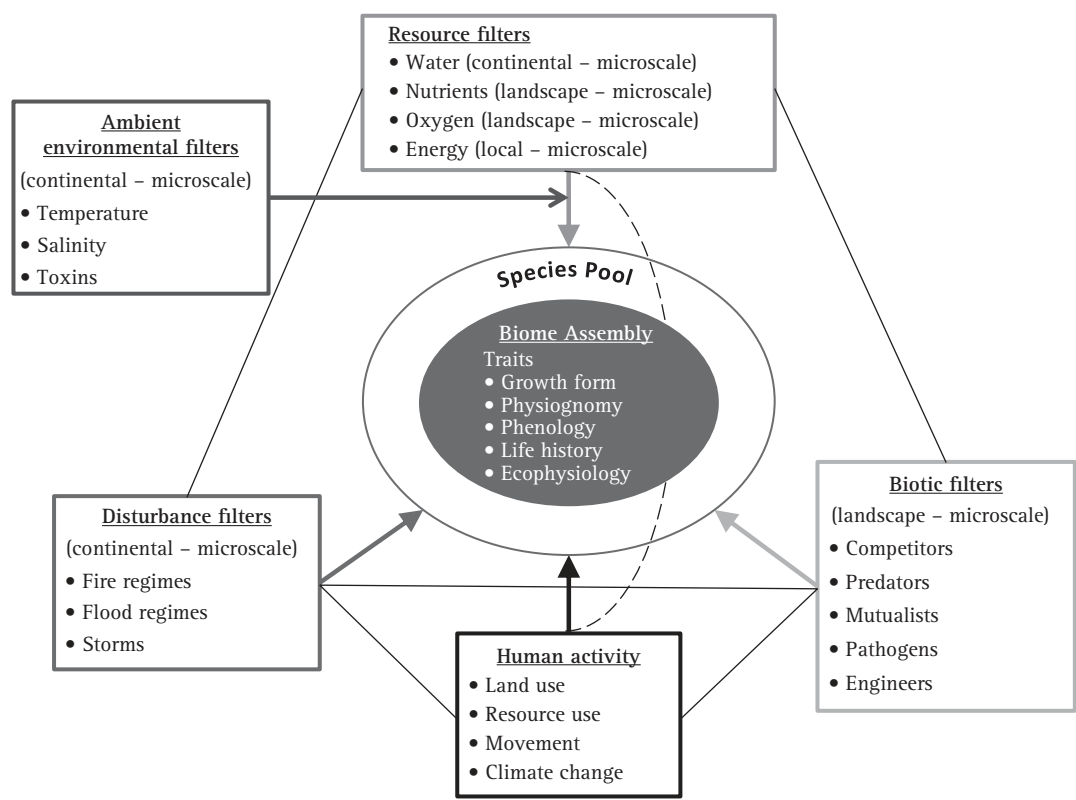 Resource filters
• Water (continental – microscale)
• Nutrients (landscape – microscale)
• Oxygen (landscape – microscale)
• Energy (local – microscale)
Ambient
environmental filters
(continental – microscale)
• Temperature
• Salinity
• Toxins
Species Pool
Biome Assembly
Traits
• Growth form
• Physiognomy
• Phenology
• Life history
• Ecophysiology
Disturbance filters
(continental – microscale)
• Fire regimes
• Flood regimes
• Storms
Biotic filters
(landscape – microscale)
• Competitors
• Predators
• Mutualists
• Pathogens
• Engineers
Human activity
• Land use
• Resource use
• Movement
• Climate change